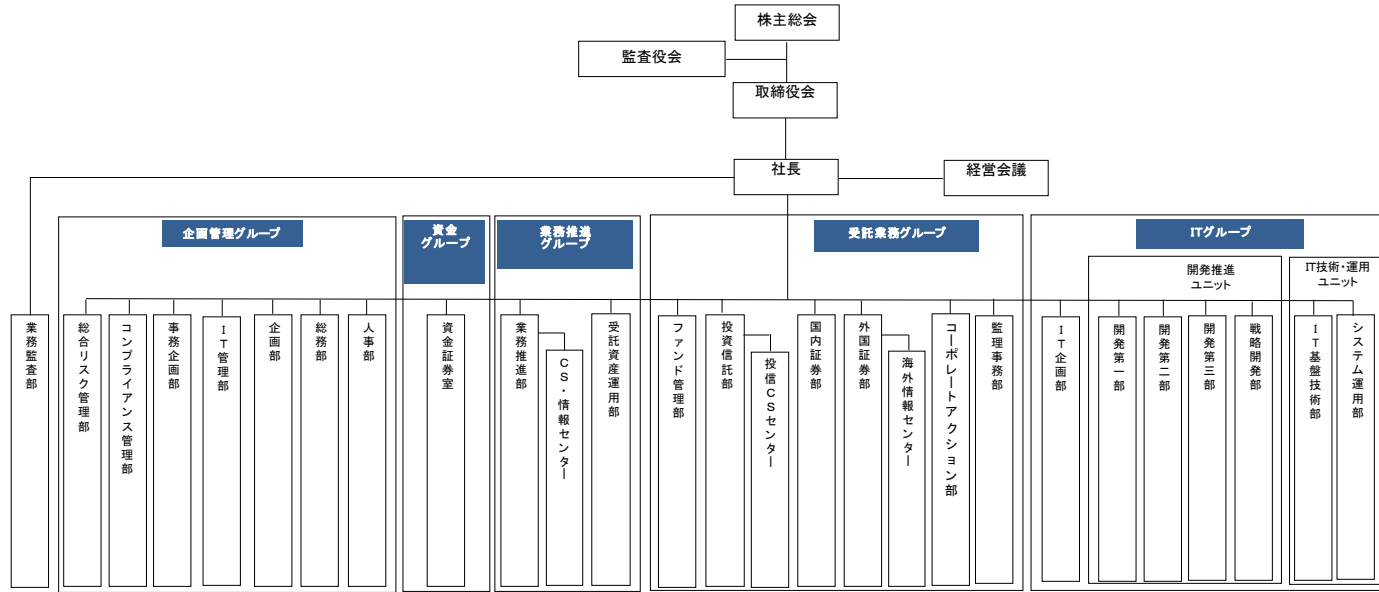 株主総会
監査役会
取締役会
社長
経営会議
企画管理グループ
資金
グループ
業務推進
グループ
受託業務グループ
ITグループ
開発推進
ユニット
IT技術・運用
ユニット
業務監査部
総合リスク管理部
コンプライアンス管理部
事務企画部
IT管理部
企画部
総務部
人事部
資金証券室
業務推進部
CS・情報センター
受託資産運用部
ファンド管理部
投資信託部
投信CSセンター
国内証券部
外国証券部
海外情報センター
コーポレートアクション部
監理事務部
IT企画部
開発第一部
開発第二部
開発第三部
戦略開発部
IT基盤技術部
システム運用部